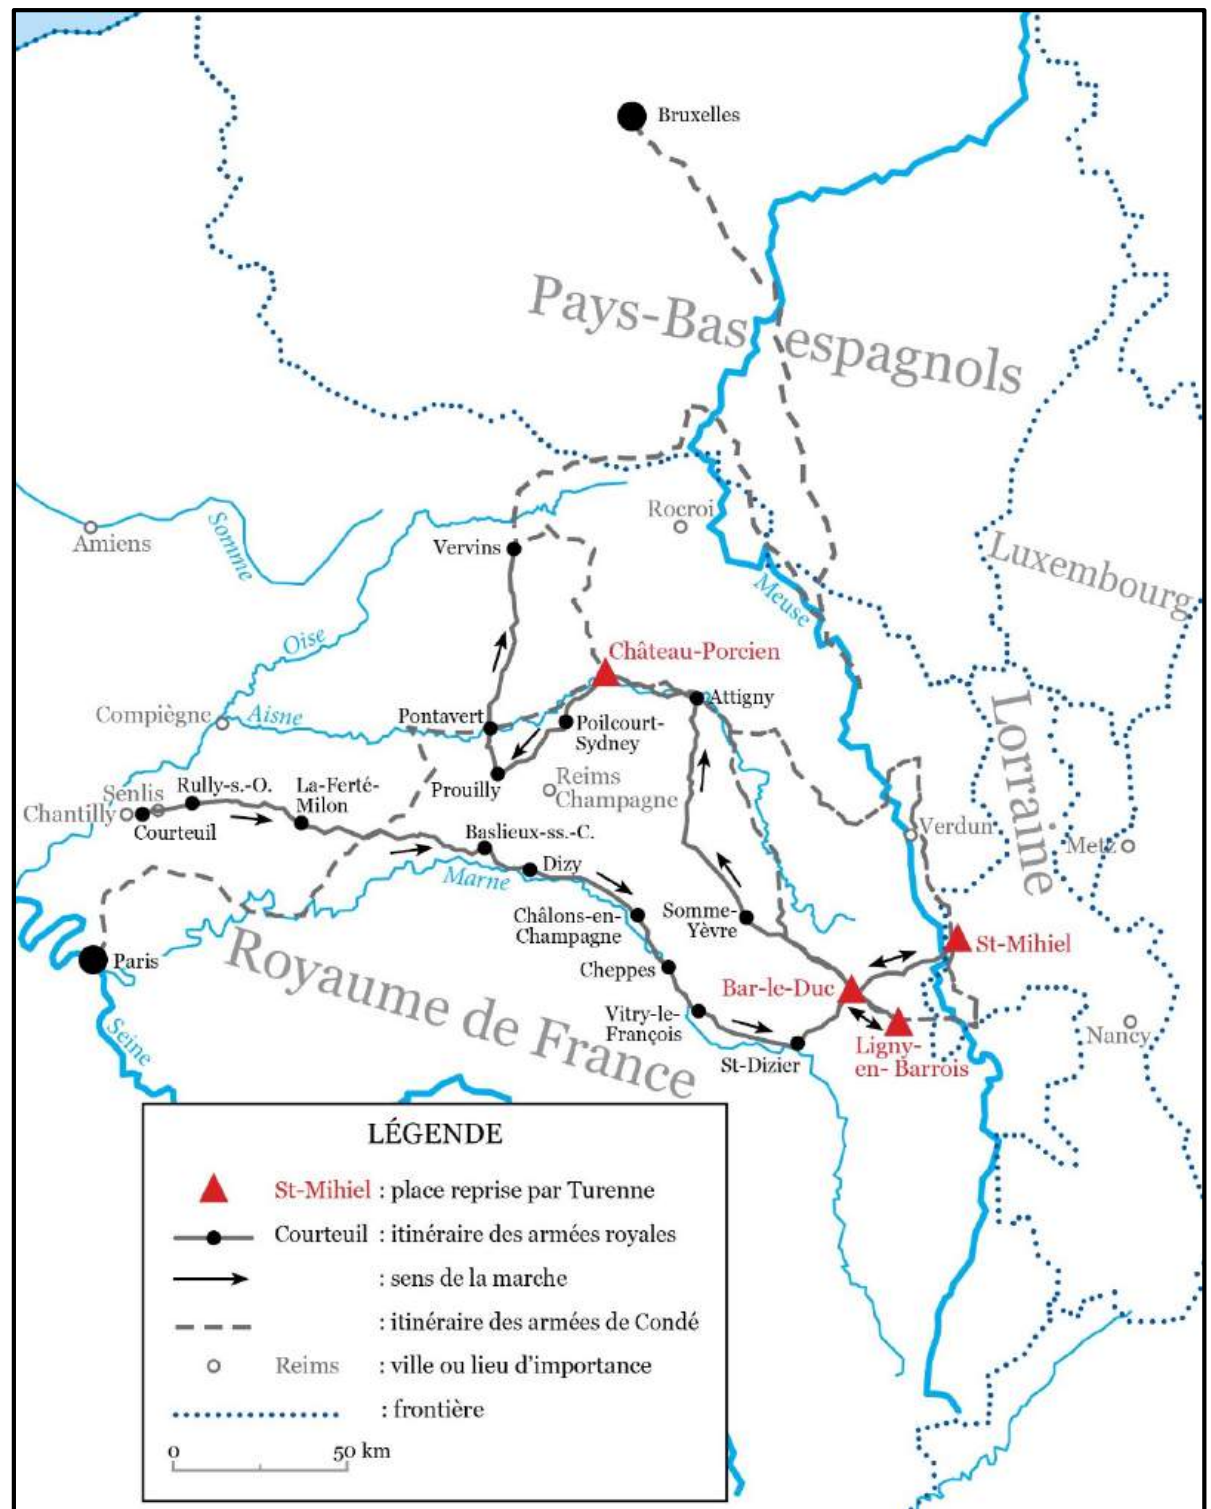 Bruxelles
Pays-Bas espagnols
Rocroi
Amiens
Somme
Vervins
Luxembourg
Meuse
Oise
Château-Porcien
Lorraine
Compiègne
Aisne
Pontavert
Attigny
Poilcourt-
Sydney
Prouilly
Reims
Champagne
Senlis
Rully-s.-O.
La-Ferté-
Milon
Chantilly
Courteuil
Verdun
Metz
Baslieux-ss.-C.
Dizy
Marne
Châlons-en-
Champagne
Somme-
Yèvre
St-Mihiel
Paris
Royaume de France
Cheppes
Bar-le-Duc
Vitry-le-
François
Seine
Nancy
Ligny-
en- Barrois
St-Dizier
LÉGENDE
St-Mihiel : place reprise par Turenne
Courteuil : itinéraire des armées royales
: sens de la marche
: itinéraire des armées de Condé
Reims : ville ou lieu d'importance
: frontière
0 50 km